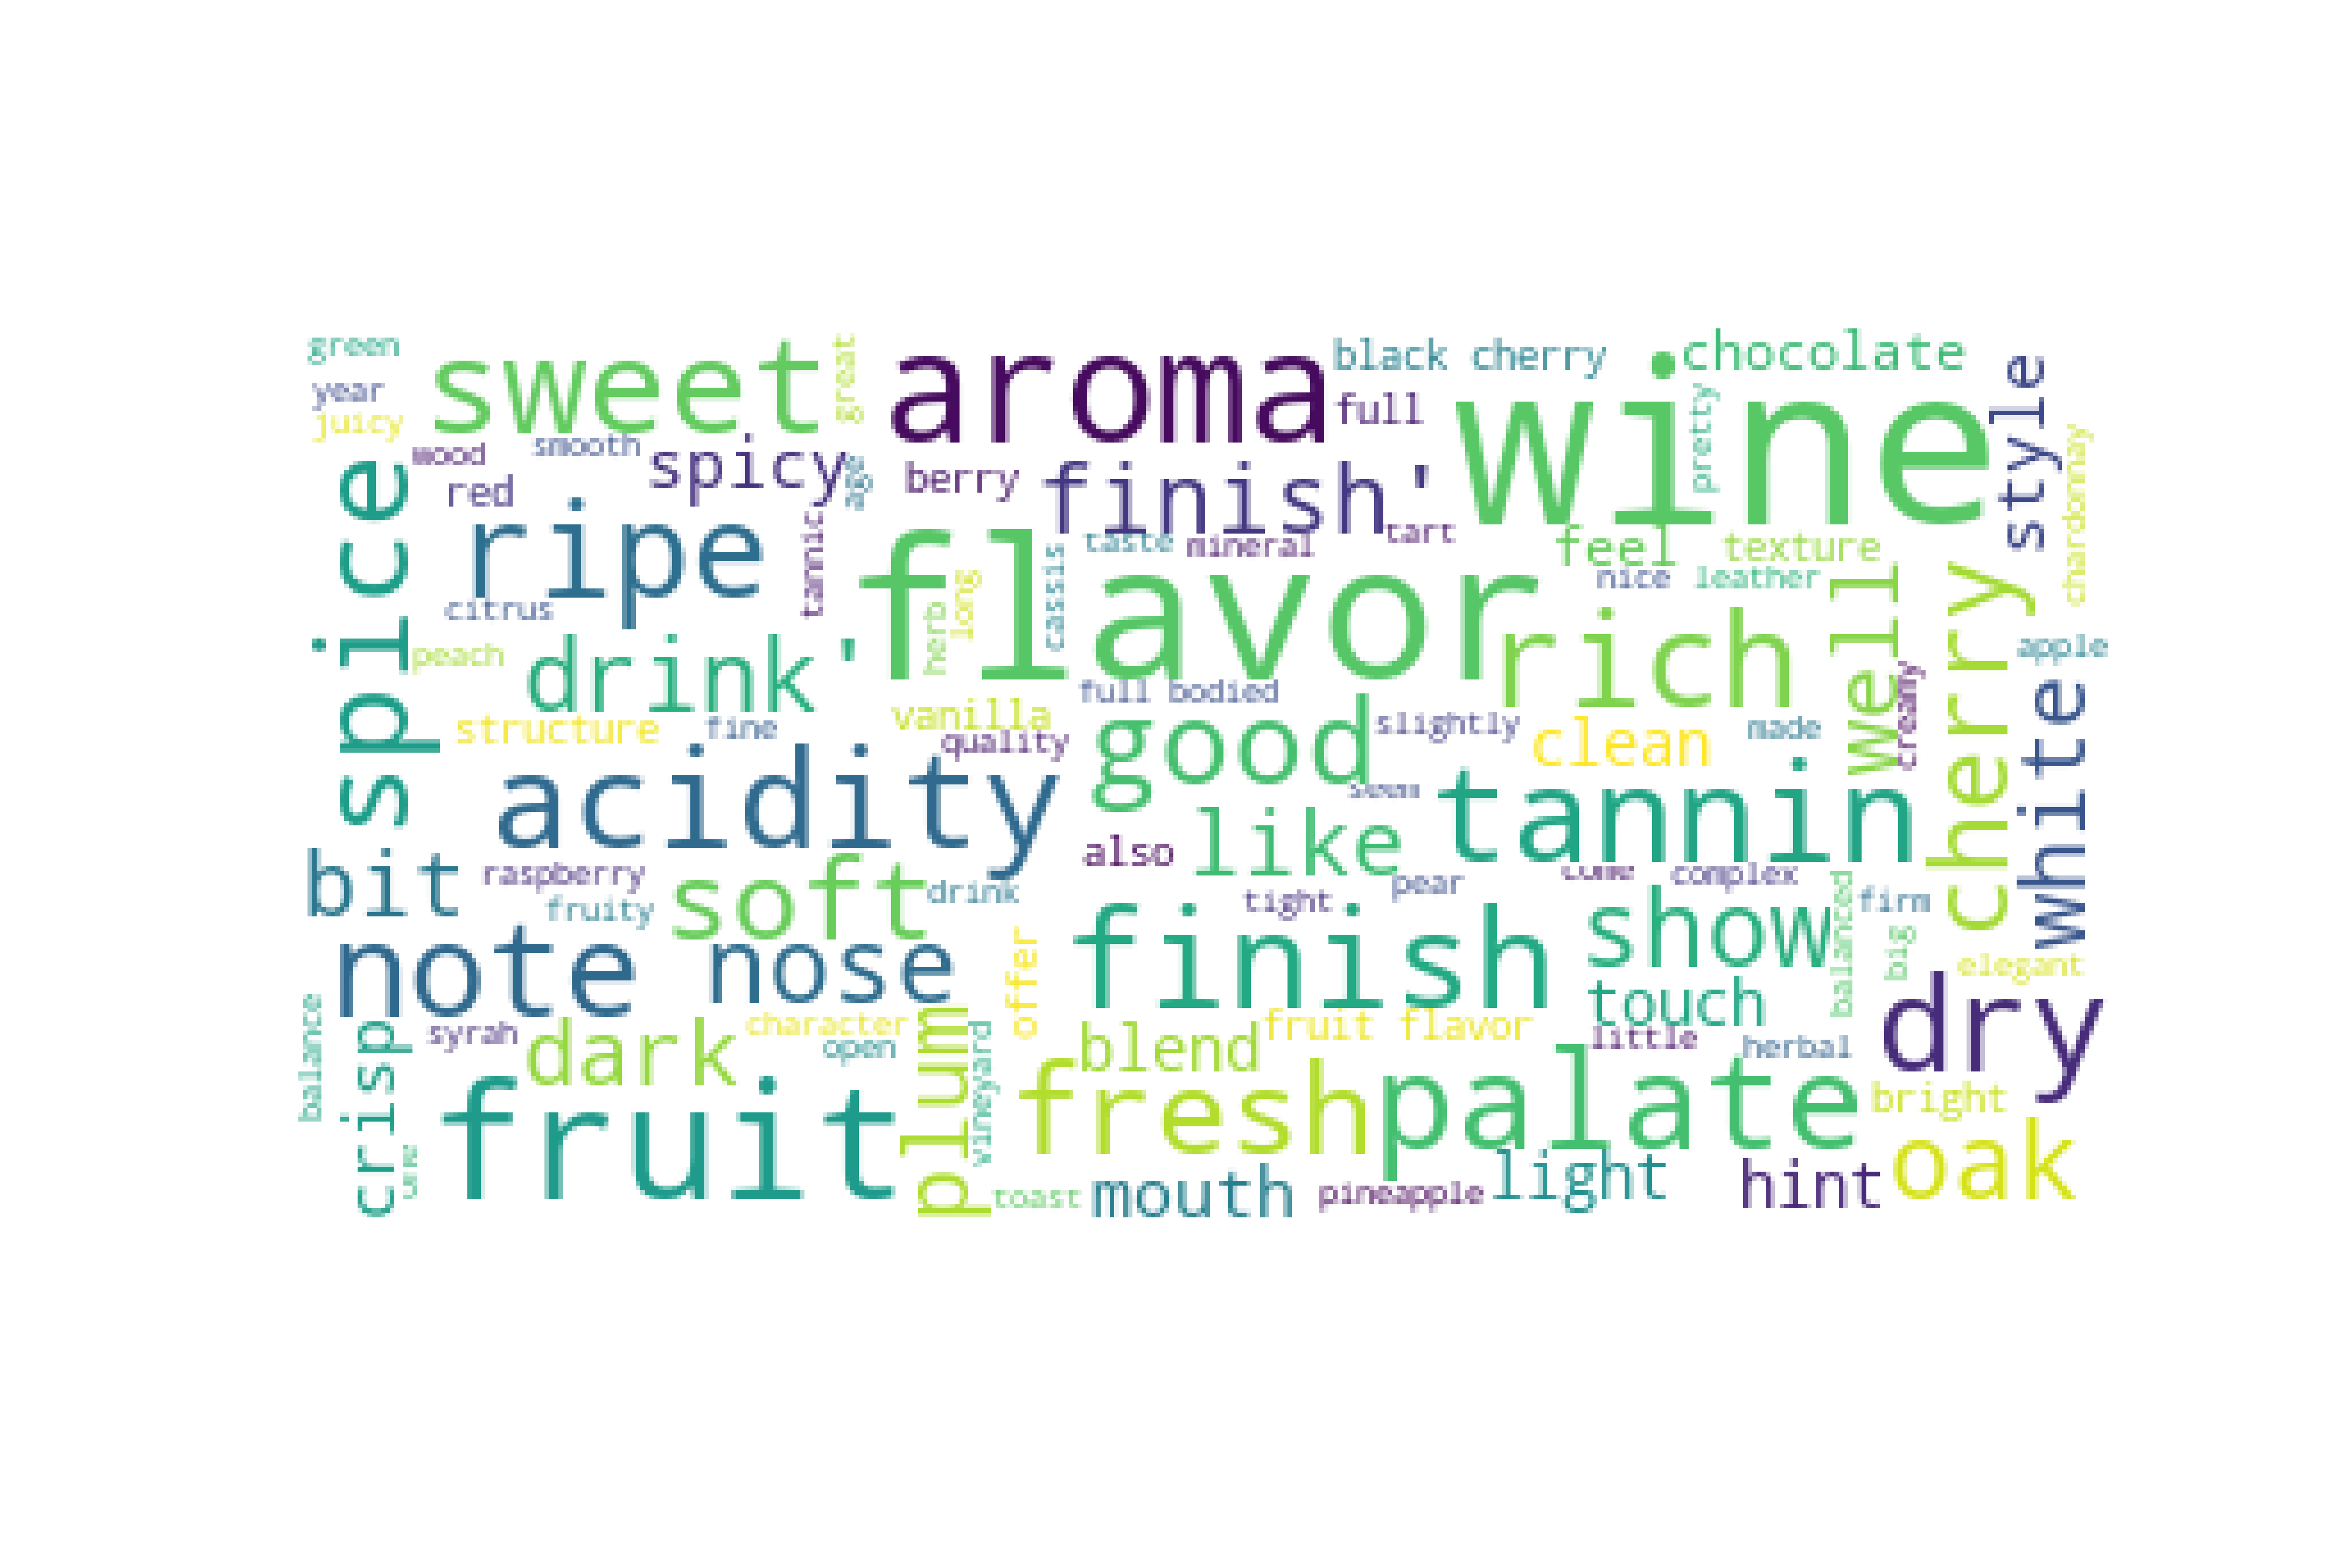 green
sweet
great
aroma
black cherry
chocolate
wine
style
year
juicy
full
pretty
wood
smooth
spicy
age
red
berry
finish'
tart
chardonnay
spice
ripe
tannic
flavor
cassis
taste
mineral
feel
texture
nice
leather
well
cherry
citrus
herb
long
rich
peach
drink'
apple
full bodied
creamy
white
structure
fine
vanilla
quality
good
slightly
clean
made
acidity
tannin
also
like
bit
raspberry
soft
drink
pear
complex
fruity
tight
firm
note
nose
finish
show
balanced
big
elegant
offer
touch
dry
balance
crisp
syrah
dark
character
open
plum
vineyard
blend
fruit flavor
little
herbal
fruit
fresh
palate
bright
toast
mouth
pineapple
light
hint
oak